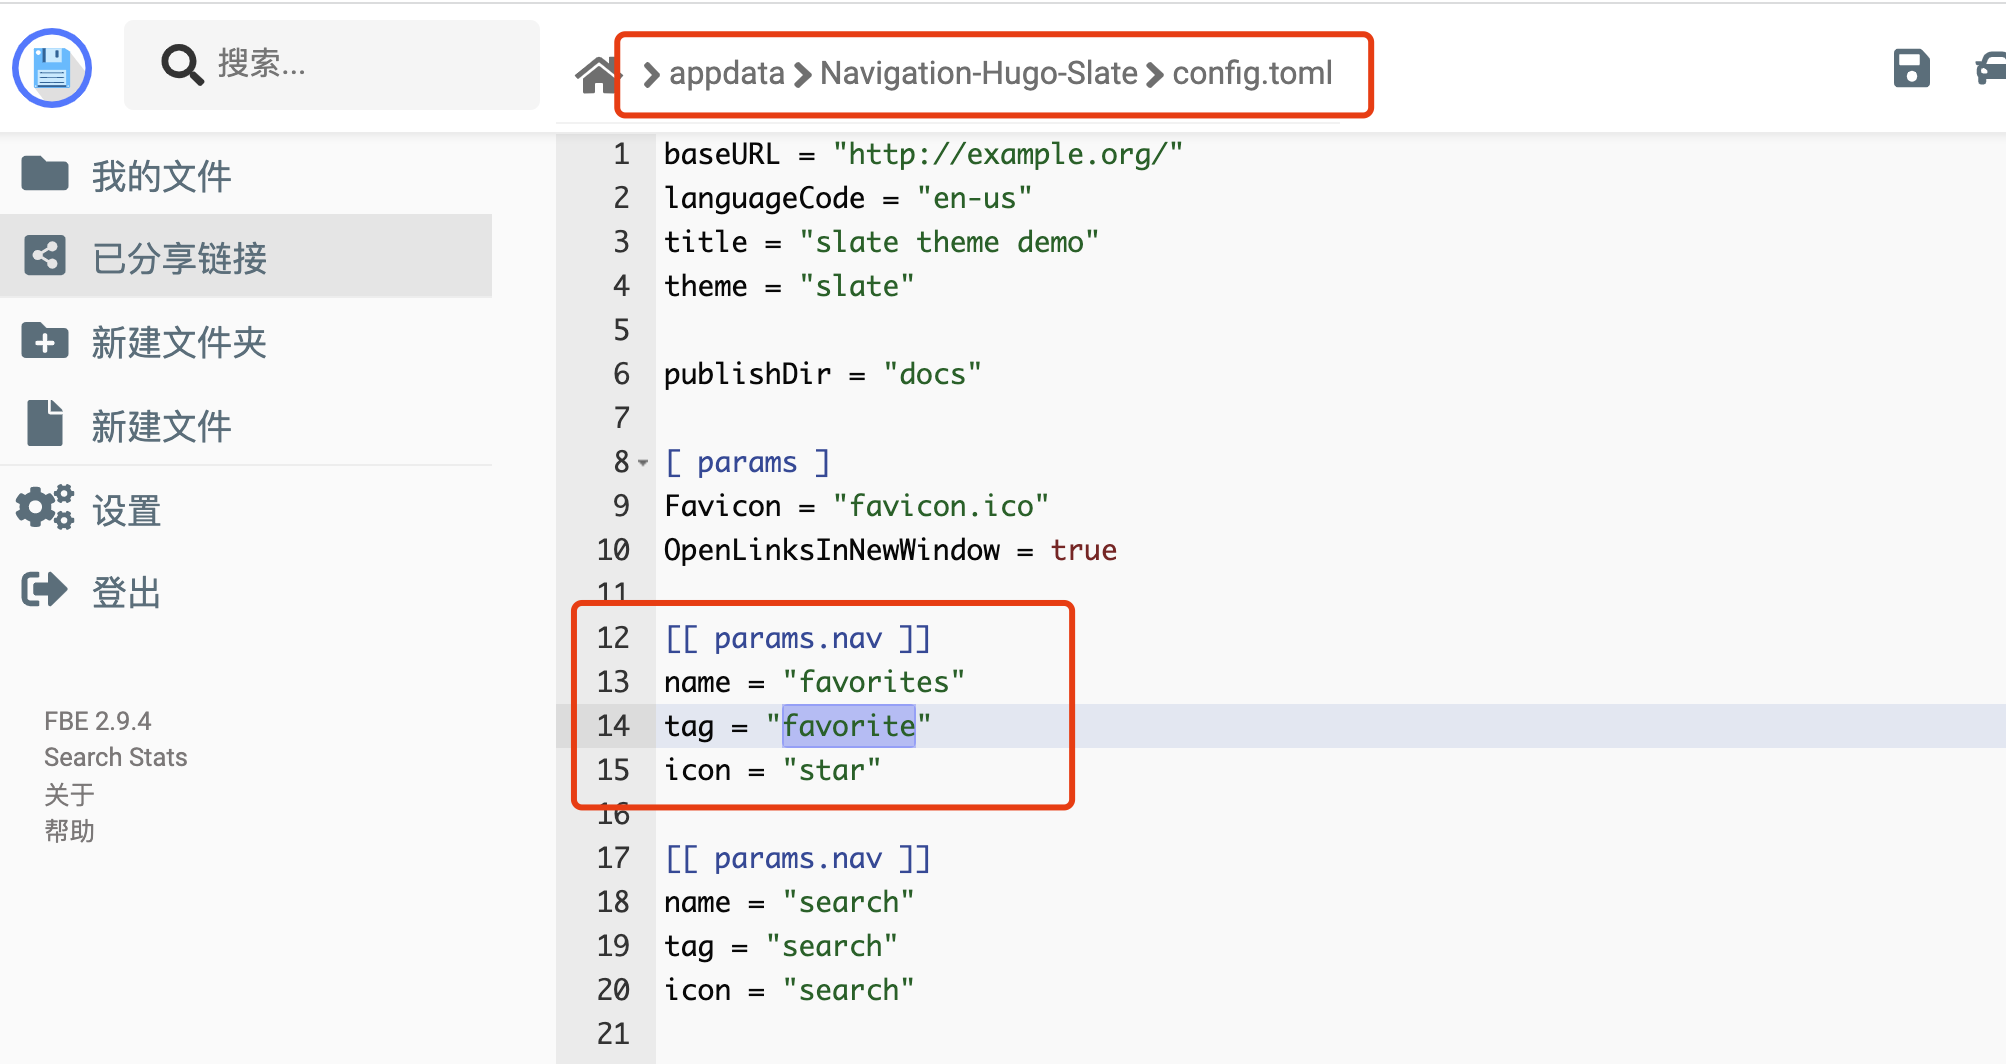 搜索...
appdata Navigation-Hugo-Slate config.toml
我的文件
已分享链接
新建文件夹
新建文件
设置
登出
FBE 2.9.4
Search Stats
关于
帮助
1 baseURL = "http://example.org/"
2 languageCode = "en-us"
3 title = "slate theme demo"
4 theme = "slate"
5
6 publishDir = "docs"
7
8 [ params ]
9 Favicon = "favicon.ico"
10 OpenLinksInNewWindow = true
11
12 [[ params.nav ]]
13 name = "favorites"
14 tag = "favorite"
15 icon = "star"
16
17 [[ params.nav ]]
18 name = "search"
19 tag = "search"
20 icon = "search"
21